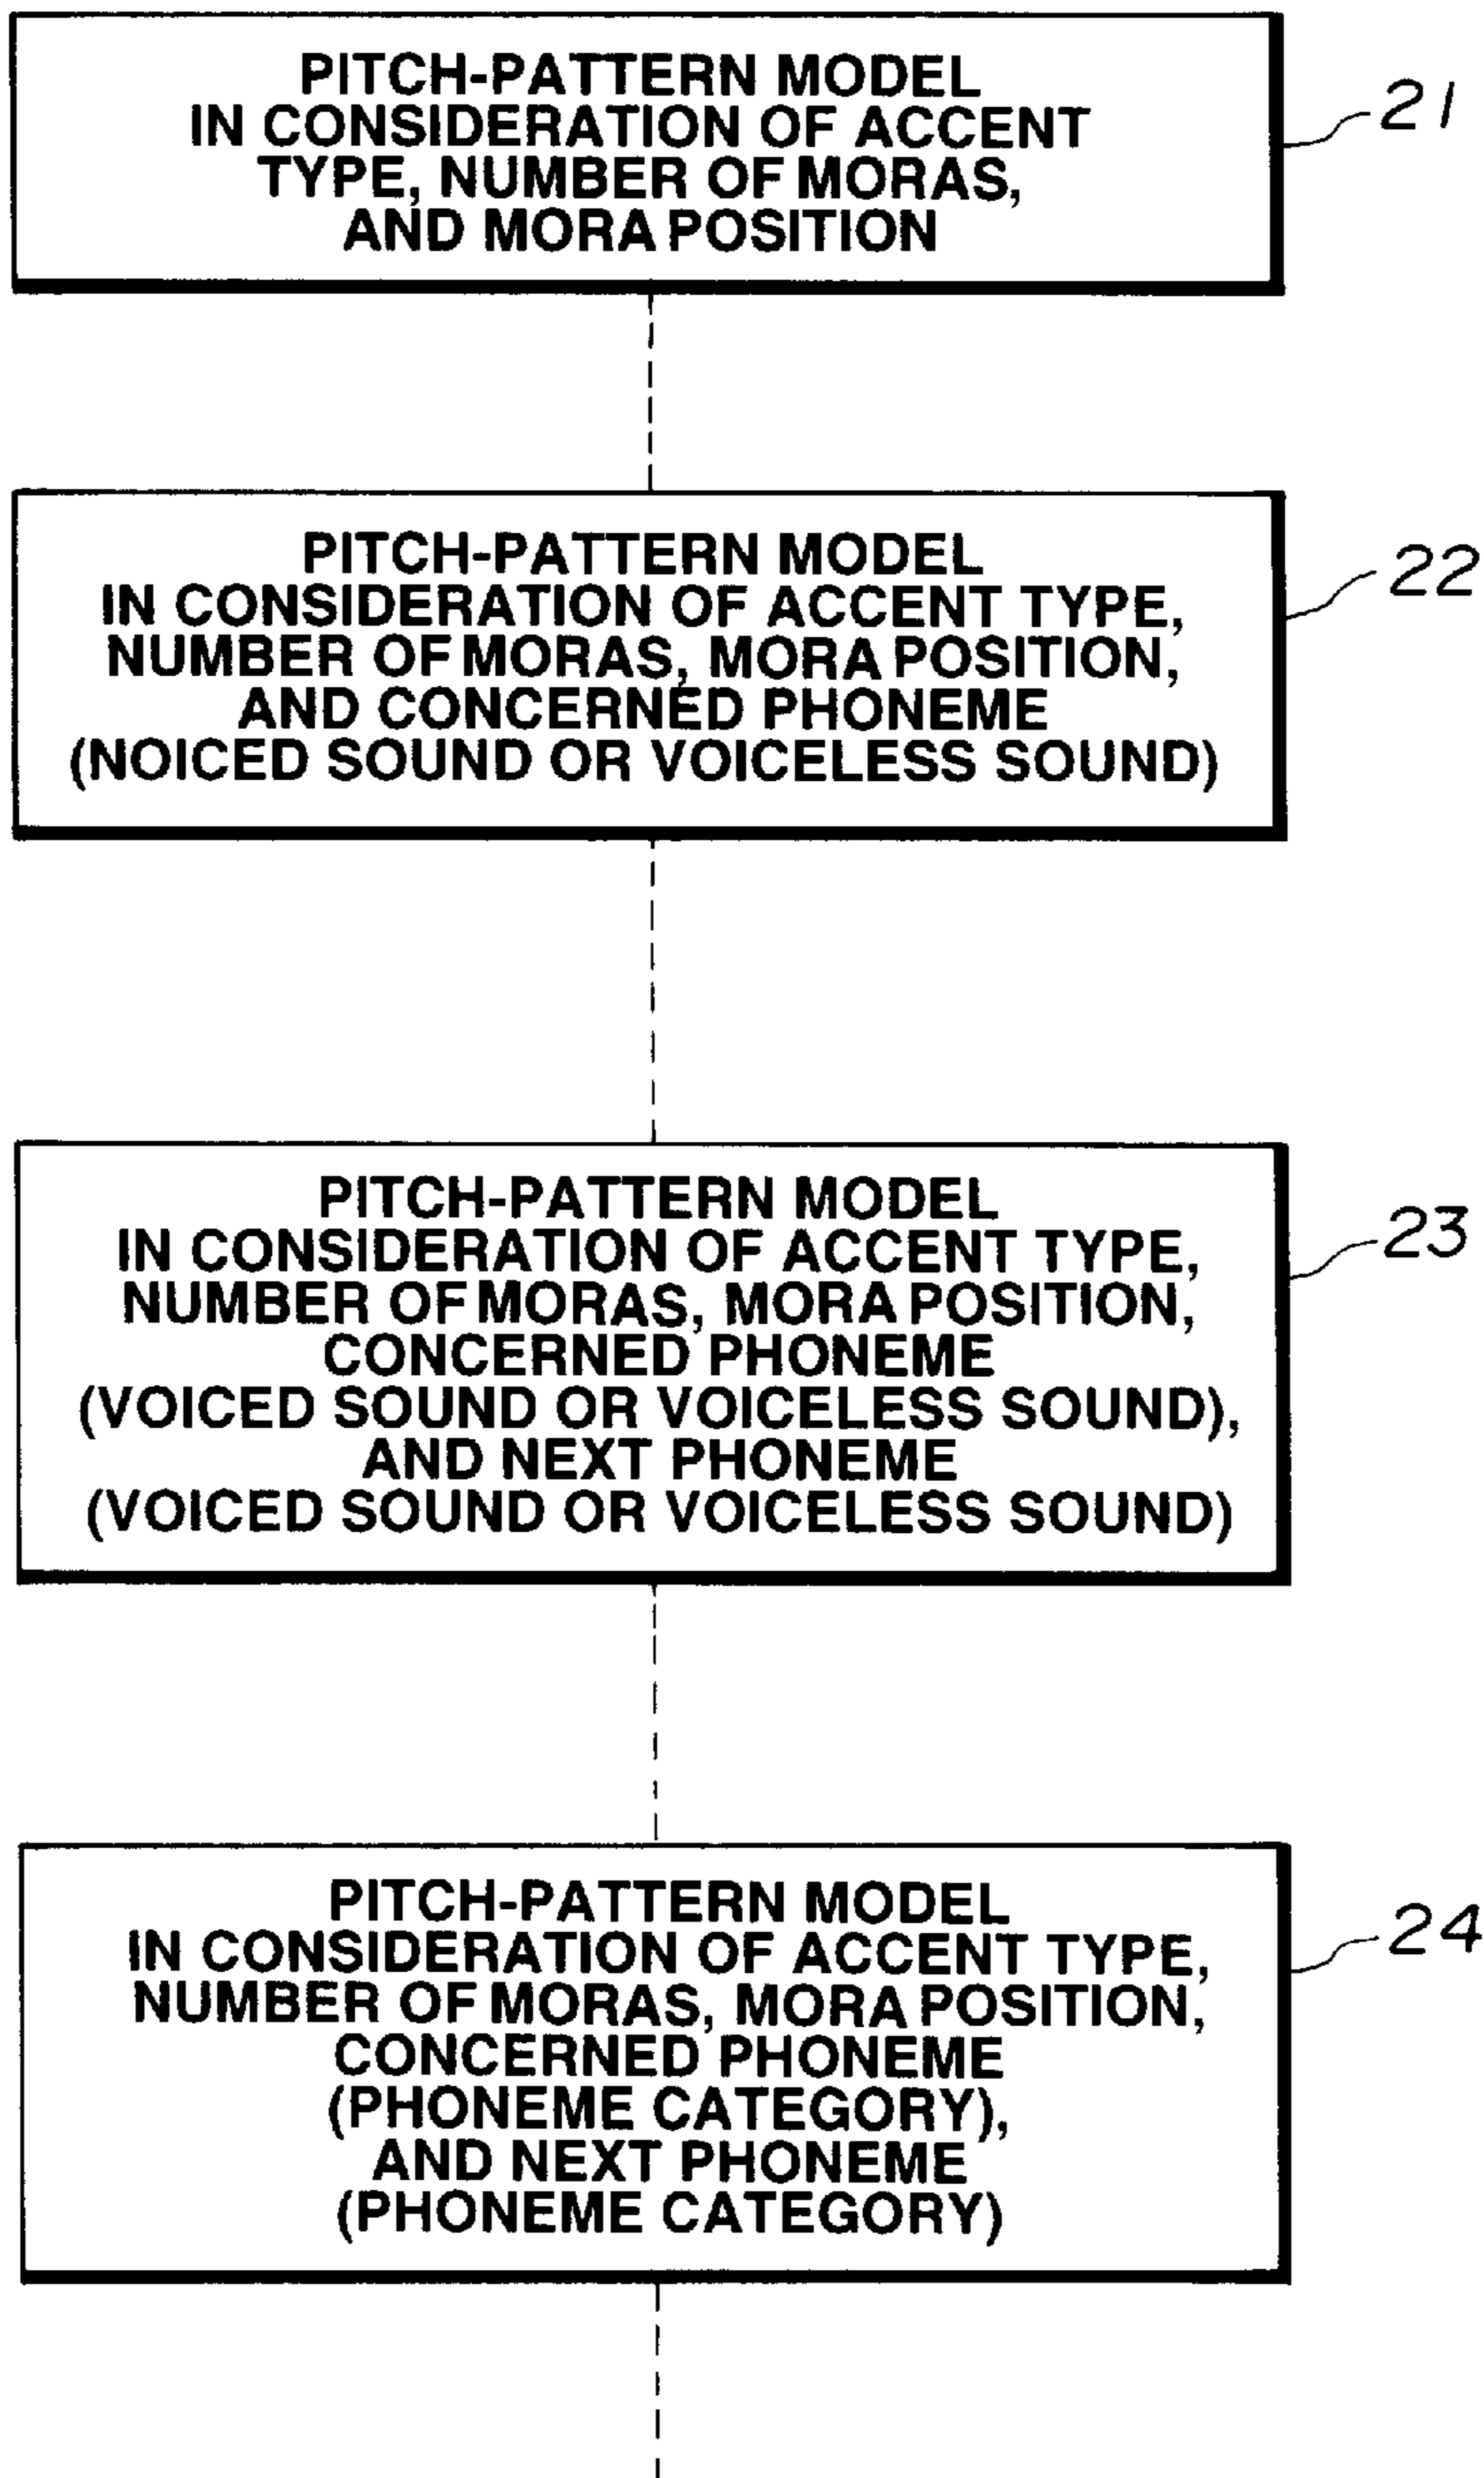 PITCH-PATTERN MODEL
IN CONSIDERATION OF ACCENT
TYPE, NUMBER OF MORAS,
AND MORA POSITION
21
PITCH-PATTERN MODEL
IN CONSIDERATION OF ACCENT TYPE,
NUMBER OF MORAS, MORA POSITION,
AND CONCERNED PHONEME
(NOICED SOUND OR VOICELESS SOUND)
22
PITCH-PATTERN MODEL
IN CONSIDERATION OF ACCENT TYPE,
NUMBER OF MORAS, MORA POSITION,
CONCERNED PHONEME
(VOICED SOUND OR VOICELESS SOUND),
AND NEXT PHONEME
(VOICED SOUND OR VOICELESS SOUND)
23
PITCH-PATTERN MODEL
IN CONSIDERATION OF ACCENT TYPE,
NUMBER OF MORAS, MORA POSITION,
CONCERNED PHONEME
(PHONEME CATEGORY),
AND NEXT PHONEME
(PHONEME CATEGORY)
24